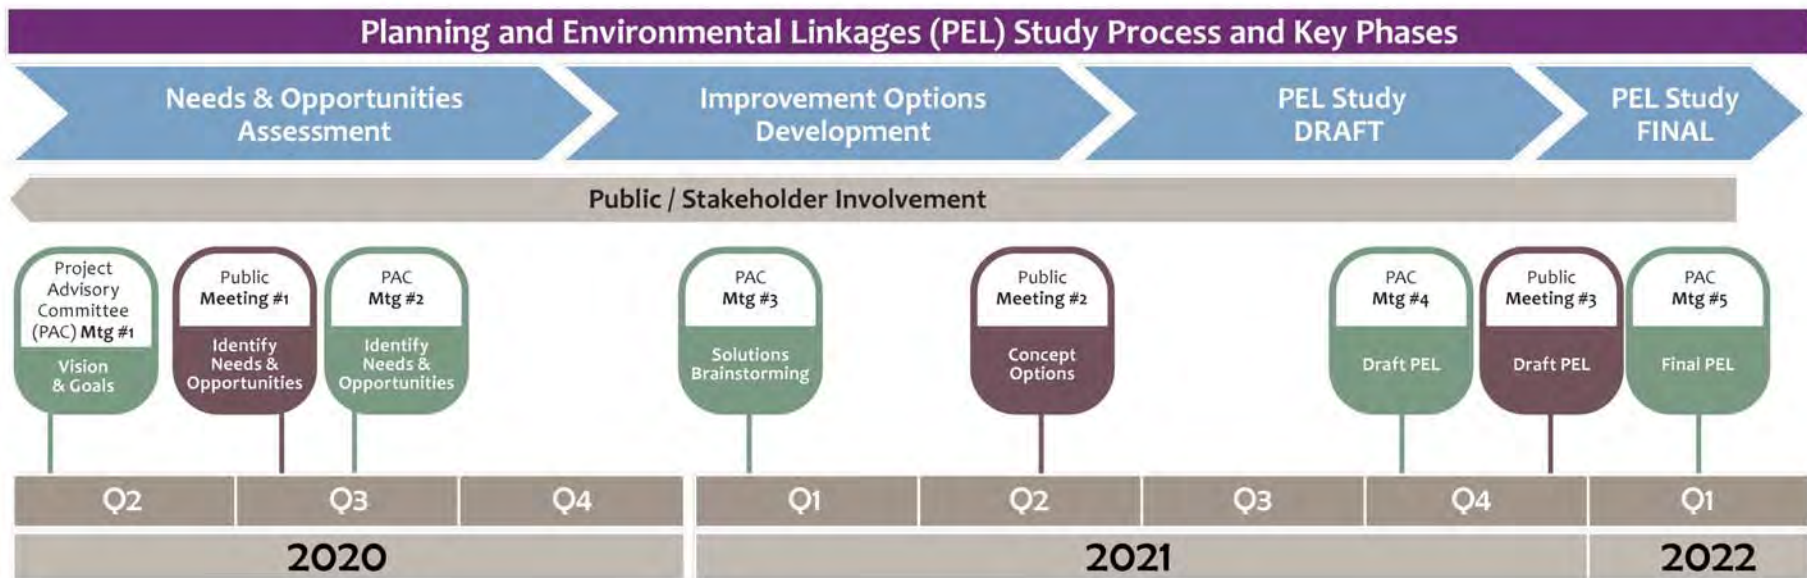 Planning and Environmental Linkages (PEL) Study Process and Key Phases
Needs & Opportunities
Assessment
Improvement Options
Development
PEL Study
DRAFT
PEL Study
FINAL
Public / Stakeholder Involvement
Project
Advisory
Committee
(PAC) Mtg #1
Vision
& Goals
Public
Meeting #1
Identify
Needs &
Opportunities
PAC
Mtg #2
Identify
Needs &
Opportunities
PAC
Mtg #3
Solutions
Brainstorming
Public
Meeting #2
Concept
Options
PAC
Mtg #4
Draft PEL
Public
Meeting #3
Draft PEL
PAC
Mtg #5
Final PEL
Q2
Q3
Q4
Q1
Q2
Q3
Q4
Q1
2020
2021
2022